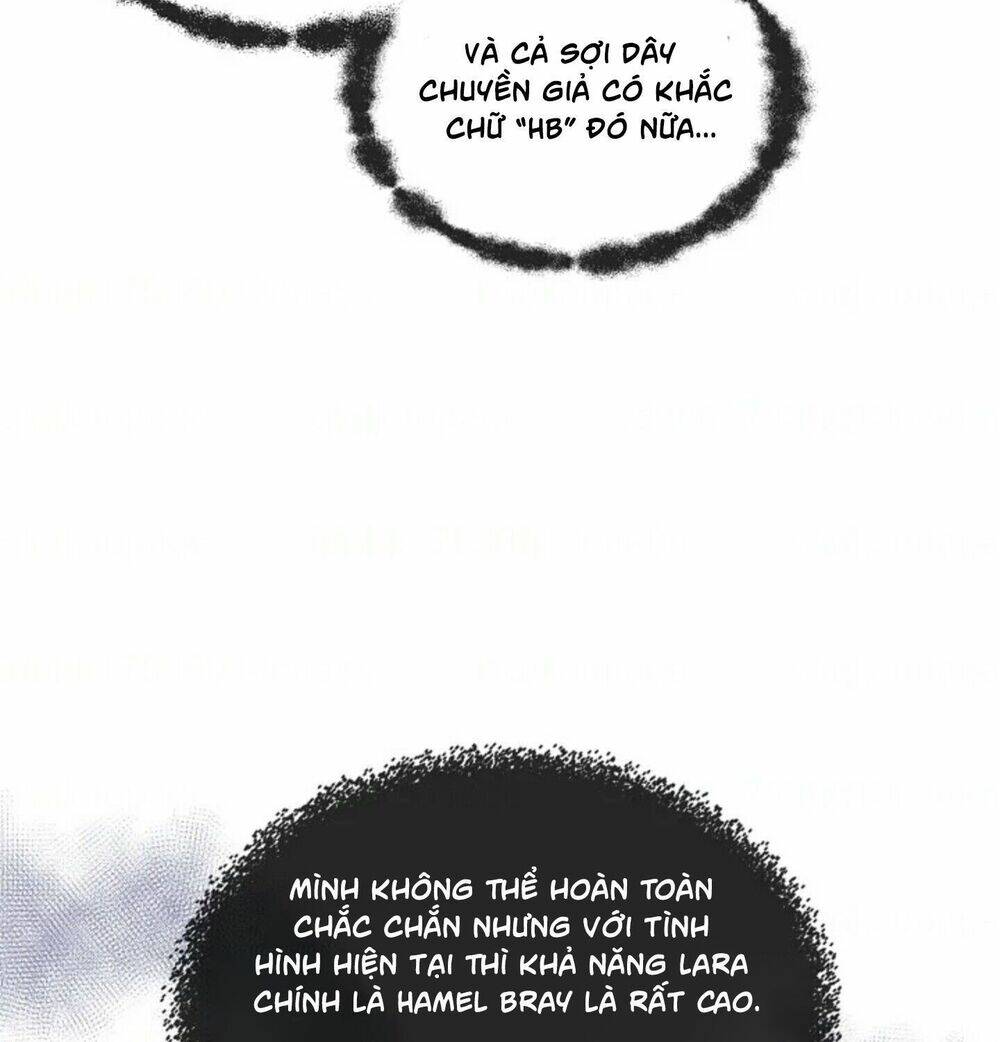 VÀ CẢ SỢI DÂY
CHUYỀN GIẢ CÓ KHẮC
CHỮ "HB" ĐÓ NỮA...
MÌNH KHÔNG THỂ HOÀN TOÀN
CHẮC CHẮN NHƯNG VỚI TÌNH
HÌNH HIỆN TẠI THÌ KHẢ NĂNG LARA
CHÍNH LÀ HAMEL BRAY LÀ RẤT CAO.